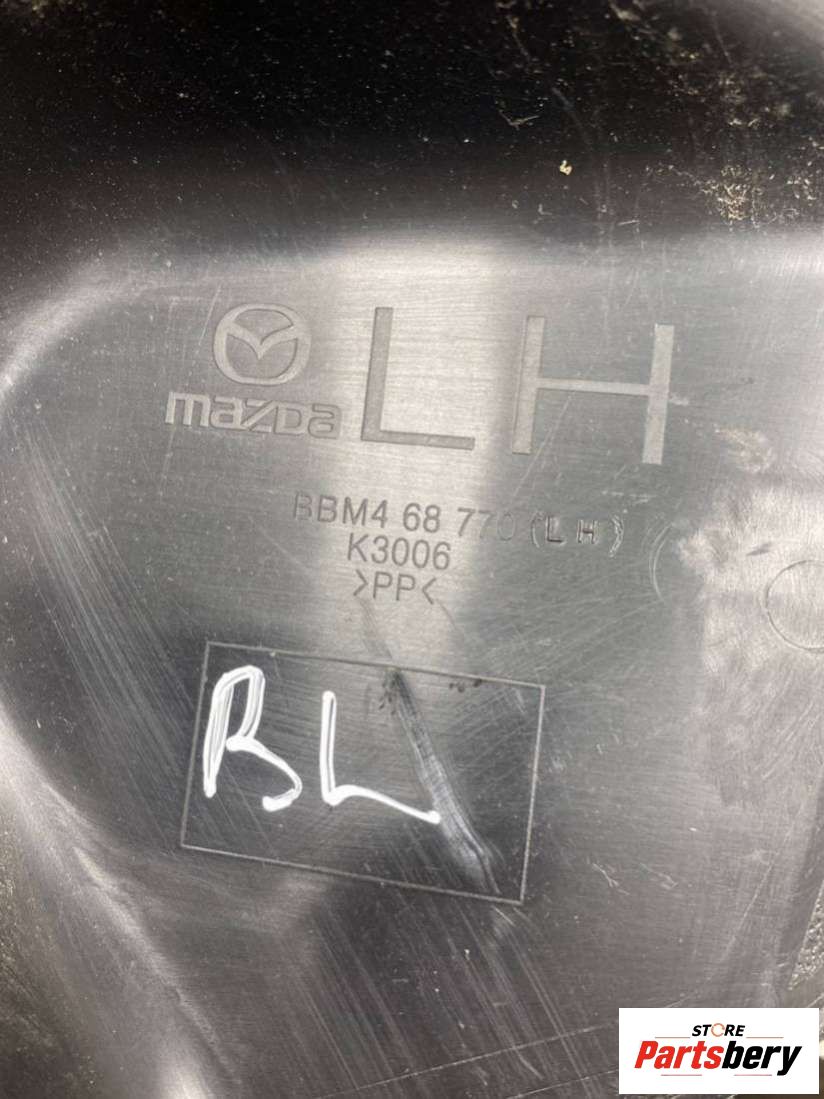 mazda LH
BBM4 68 770 (LH)
K3006
>PP<
BL
STORE
Partsbery